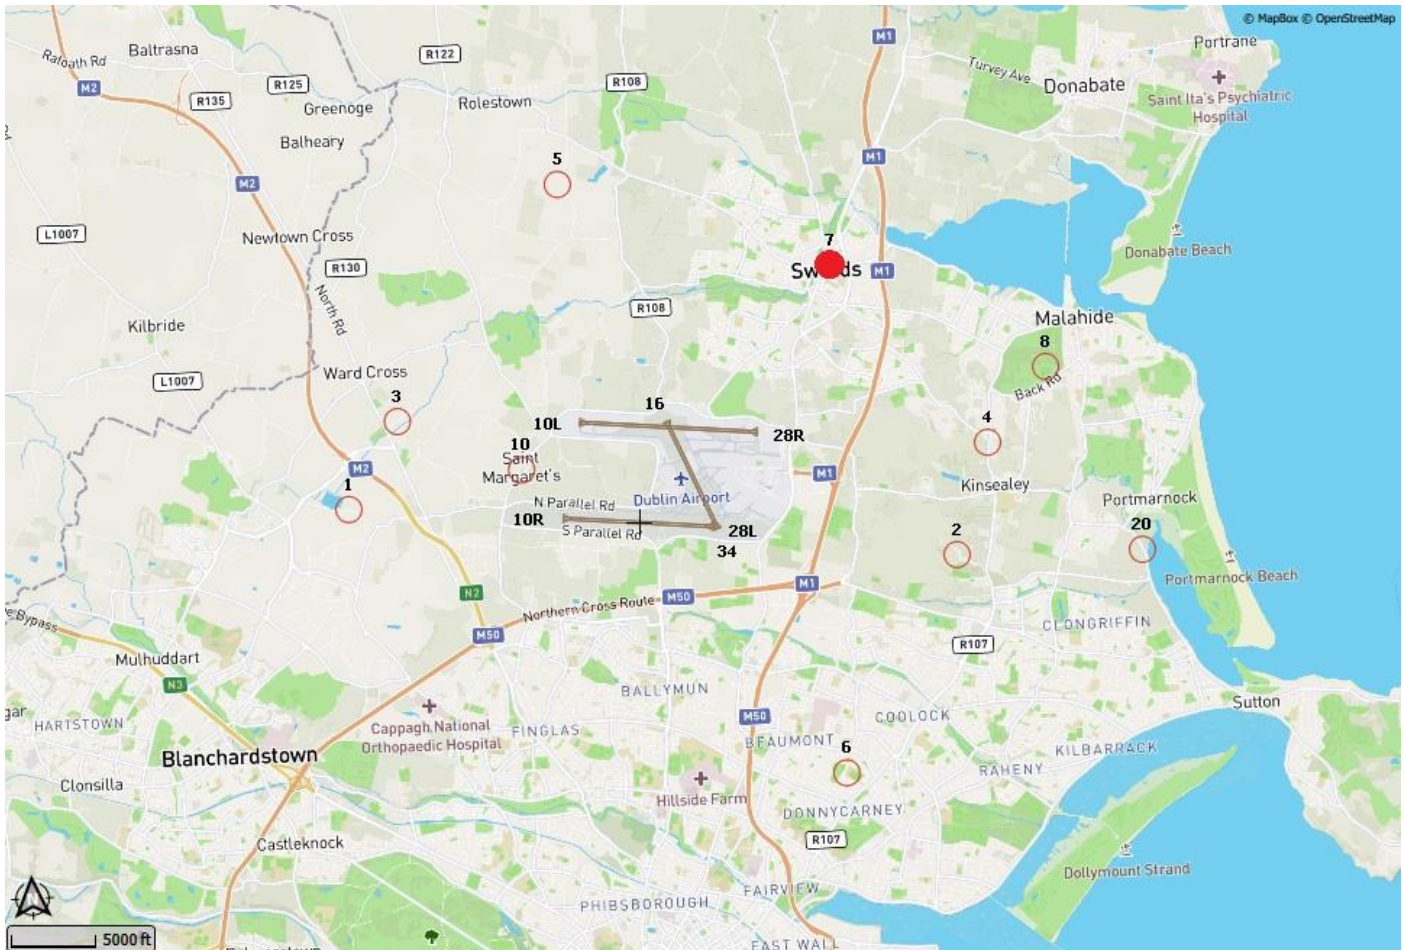 © MapBox © OpenStreetMap
M1
Portrane
Baltrasna
R122
Rafoath Rd
Turvey Ave
R108
Donabate
R125
M2
Saint Ita's Psychiatric
Hospital
R135
Greenoge
Rolestown
Balheary
M1
5
M2
L1007
Newtown Cross
7
Donabate Beach
R130
M1
North Rd
R108
Malahide
Kilbride
8
Ward Cross
L1007
Back Rd
3
16
4
10L
28R
10
Saint
Margaret's
M2
M1
1
Kinsealey
Portmarnock
Dublin Airport
N Parallel Rd
10R
S Parallel Rd
28L
2
20
34
Portmarnock Beach
M1
N2
M50
Northern Cross Route
e Bypass
CLONGRIFFIN
M50
R107
Mulhuddart
N3
BALLYMUN
Sutton
gar
HARTSTOWN
Cappagh National
Orthopaedic Hospital
FINGLAS
M50
COOLOCK
BEAUMONT
6
KILBARRACK
Blanchardstown
RAHENY
Clonsilla
Hillside Farm
DONNYCARNEY
R107
Castleknock
Dollymount Strand
FAIRVIEW
PHIBSBOROUGH
5000 ft
EAST WALL